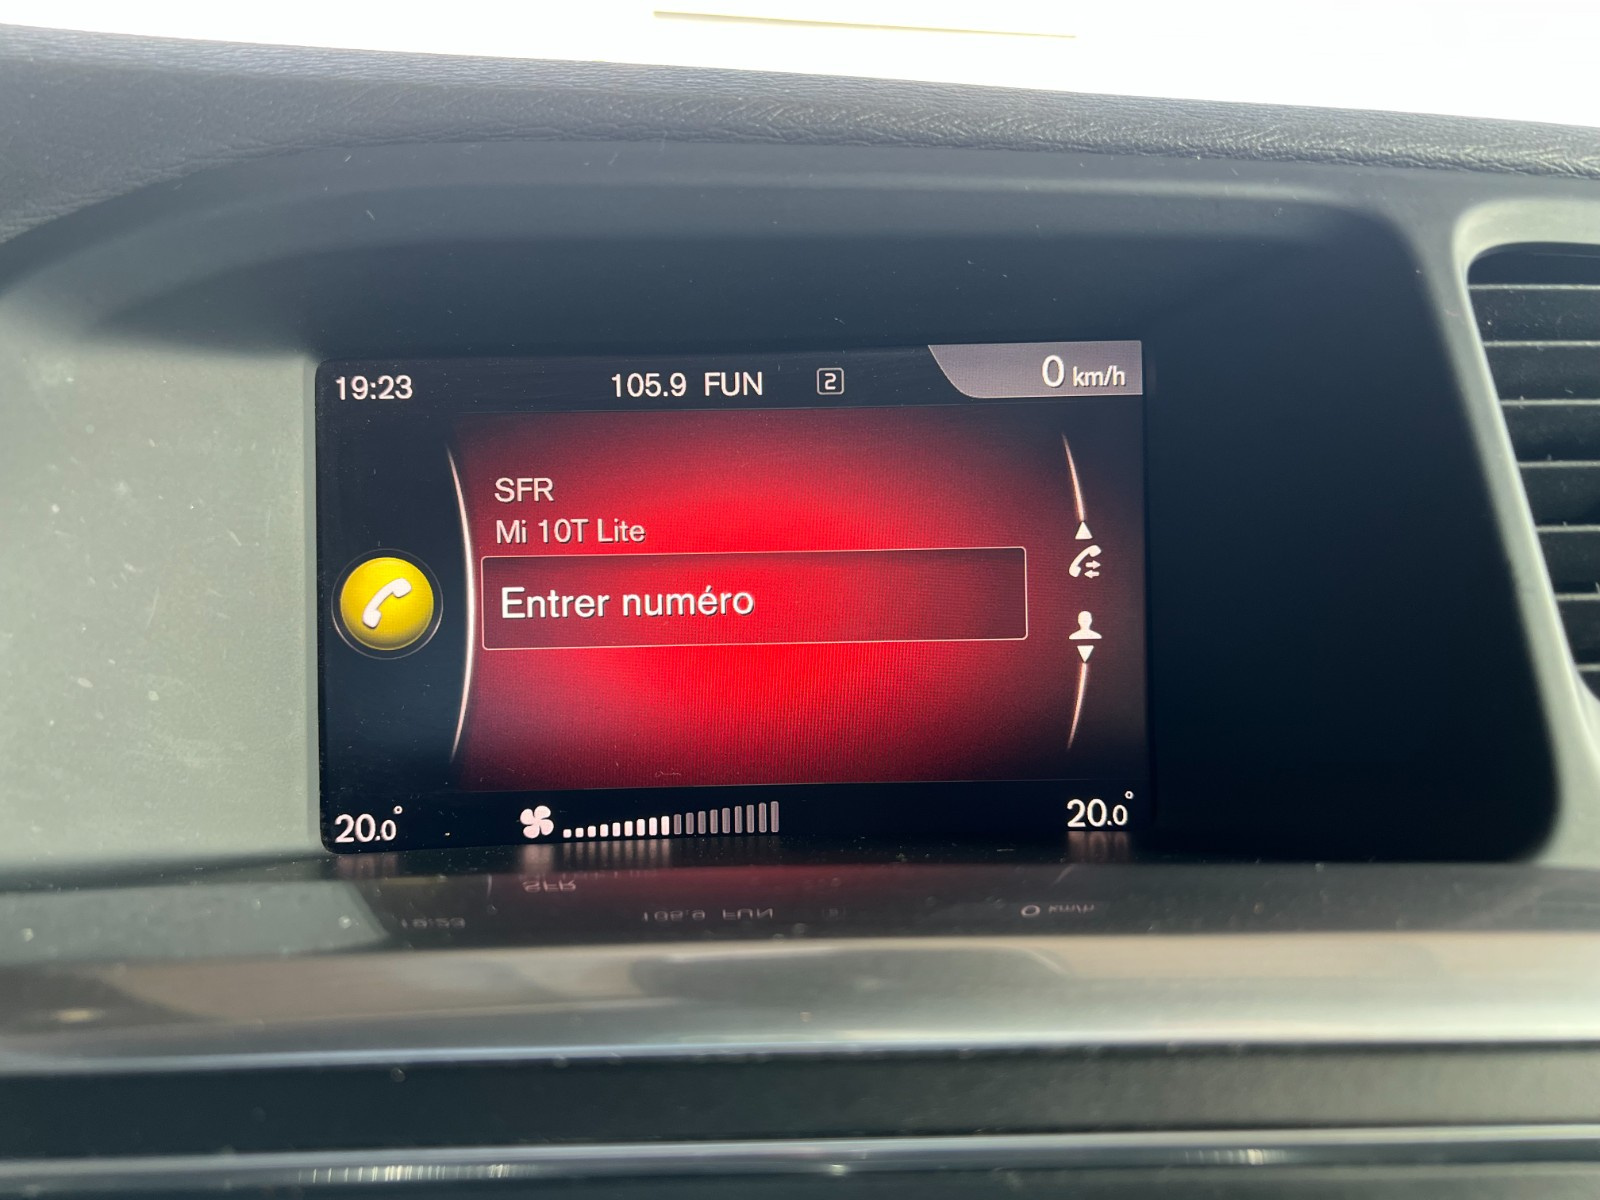 19:23 105.9 FUN 2 0 km/h
SFR
Mi 10T Lite
Entrer numéro
20.0° 20.0°